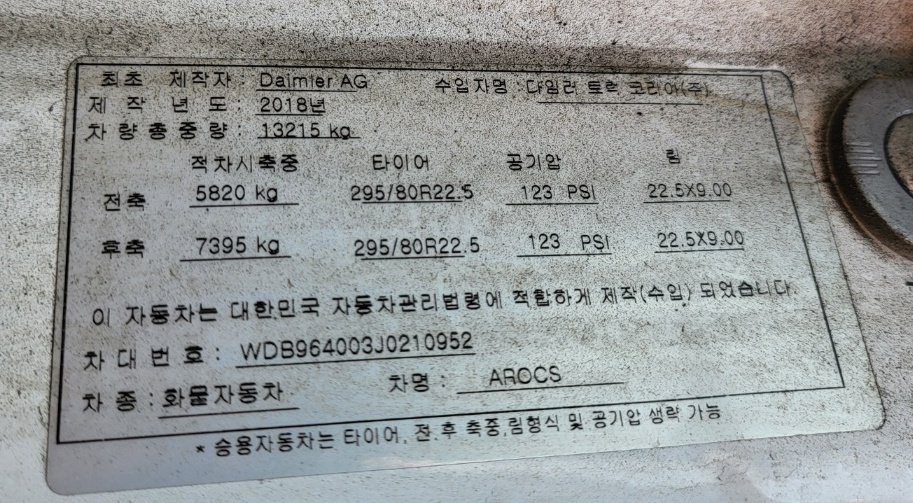 최초 제작자 : Daimler AG 수입자명 : 다임러 트럭 코리아(주)
제 작 년 도 : 2018년
차 량 총 중 량 : 13215 kg
적차시축중 타이어 공기압 림
전축 5820 kg 295/80R22.5 123 PSI 22.5X9.00
후축 7395 kg 295/80R22.5 123 PSI 22.5X9.00
이 자동차는 대한민국 자동차관리법령에 적합하게 제작(수입) 되었습니다.
차 대 번 호 : WDB964003J0210952
차 종 : 화물자동차 차명 : AROCS
* 승용자동차는 타이어, 전.후 축중,림형식 및 공기압 생략 가능